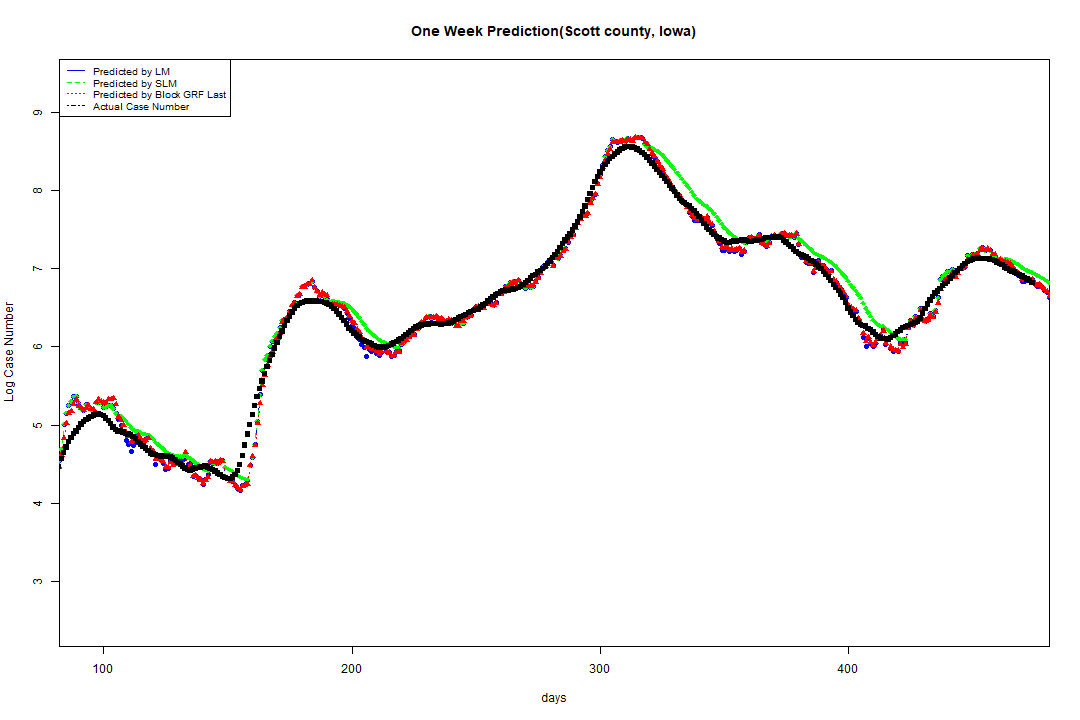 One Week Prediction(Scott county, Iowa)
Predicted by LM
Predicted by SLM
Predicted by Block GRF Last
Actual Case Number
9
8
7
6
5
4
3
Log Case Number
100 200 300 400
days